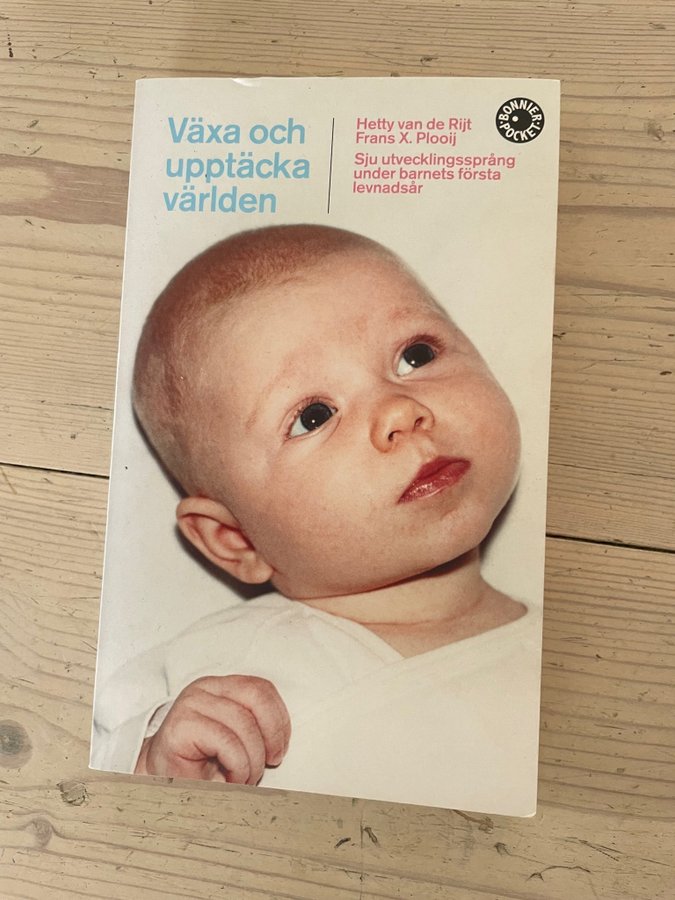 Växa och
upptäcka
världen
Hetty van de Rijt
Frans X. Plooij
Sju utvecklingssprång
under barnets första
levnadsår
·BONNIER·
POCKET